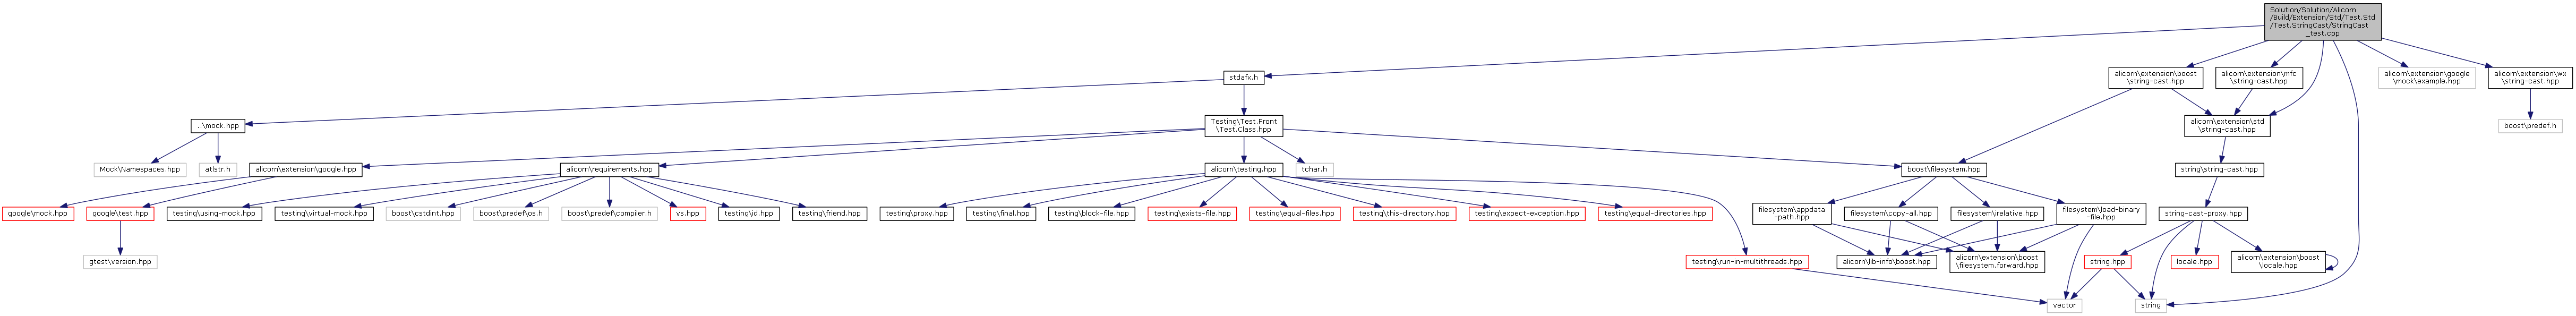 Solution/Solution/Alicorn
/Build/Extension/Std/Test.Std
/Test.StringCast/StringCast
_test.cpp
stdafx.h
alicorn\extension\boost
\string-cast.hpp
alicorn\extension\mfc
\string-cast.hpp
alicorn\extension\google
\mock\example.hpp
alicorn\extension\wx
\string-cast.hpp
..\mock.hpp
Testing\Test.Front
\Test.Class.hpp
alicorn\extension\std
\string-cast.hpp
boost\predef.h
Mock\Namespaces.hpp
atlstr.h
alicorn\extension\google.hpp
alicorn\requirements.hpp
alicorn\testing.hpp
tchar.h
boost\filesystem.hpp
string\string-cast.hpp
google\mock.hpp
google\test.hpp
testing\using-mock.hpp
testing\virtual-mock.hpp
boost\cstdint.hpp
boost\predef\os.h
boost\predef\compiler.h
vs.hpp
testing\id.hpp
testing\friend.hpp
testing\proxy.hpp
testing\final.hpp
testing\block-file.hpp
testing\exists-file.hpp
testing\equal-files.hpp
testing\this-directory.hpp
testing\expect-exception.hpp
testing\equal-directories.hpp
filesystem\appdata
-path.hpp
filesystem\copy-all.hpp
filesystem\relative.hpp
filesystem\load-binary
-file.hpp
string-cast-proxy.hpp
gtest\version.hpp
testing\run-in-multithreads.hpp
alicorn\lib-info\boost.hpp
alicorn\extension\boost
\filesystem.forward.hpp
string.hpp
locale.hpp
alicorn\extension\boost
\locale.hpp
vector
string